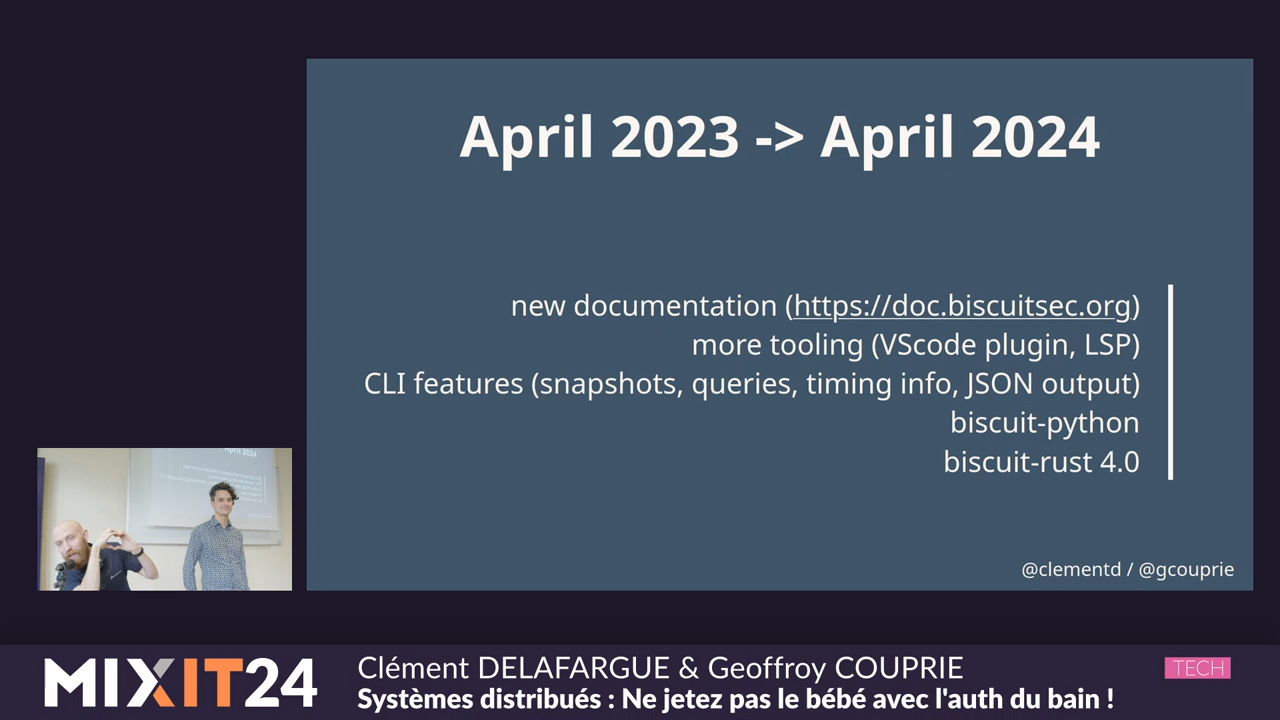 April 2023 -> April 2024
new documentation (https://doc.biscuitsec.org)
more tooling (VScode plugin, LSP)
CLI features (snapshots, queries, timing info, JSON output)
biscuit-python
biscuit-rust 4.0
@clementd / @gcouprie
April 2024
MIXIT24
Clément DELAFARGUE & Geoffroy COUPRIE
TECH
Systèmes distribués : Ne jetez pas le bébé avec l'auth du bain !